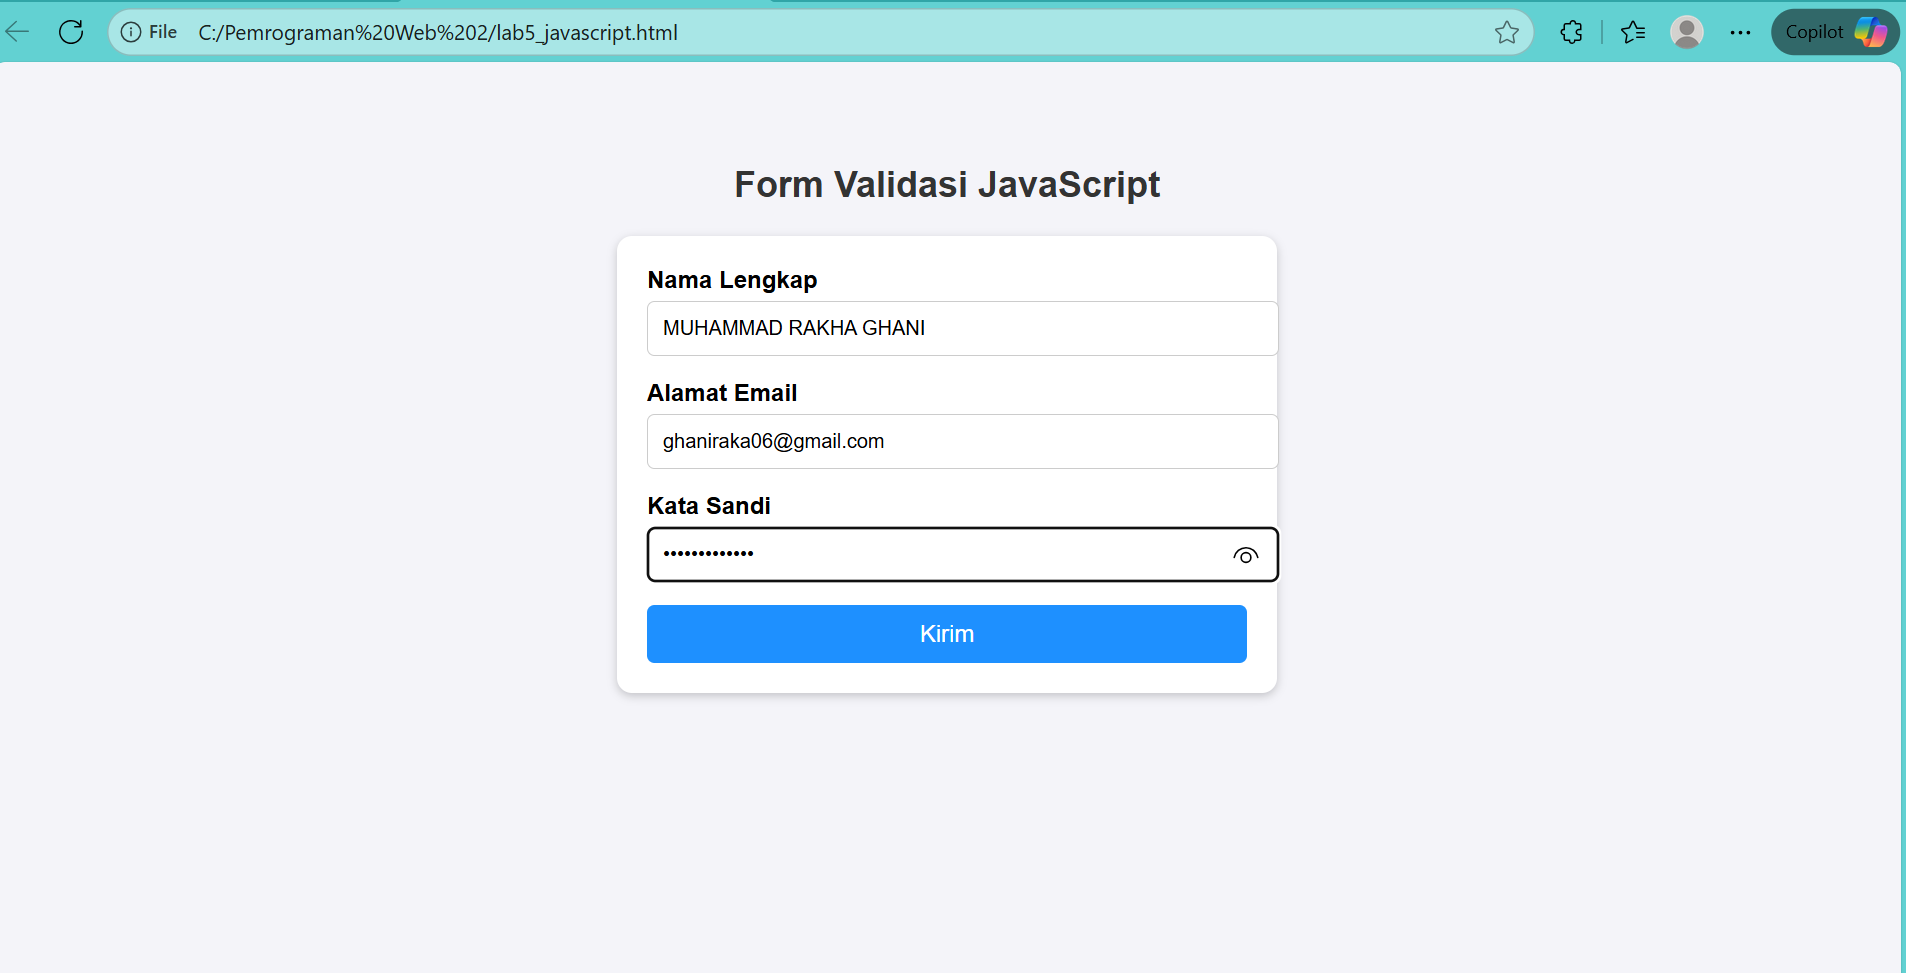 File C:/Pemrograman%20Web%202/lab5_javascript.html Copilot
Form Validasi JavaScript
Nama Lengkap
MUHAMMAD RAKHA GHANI
Alamat Email
ghaniraka06@gmail.com
Kata Sandi
•••••••••••••
Kirim